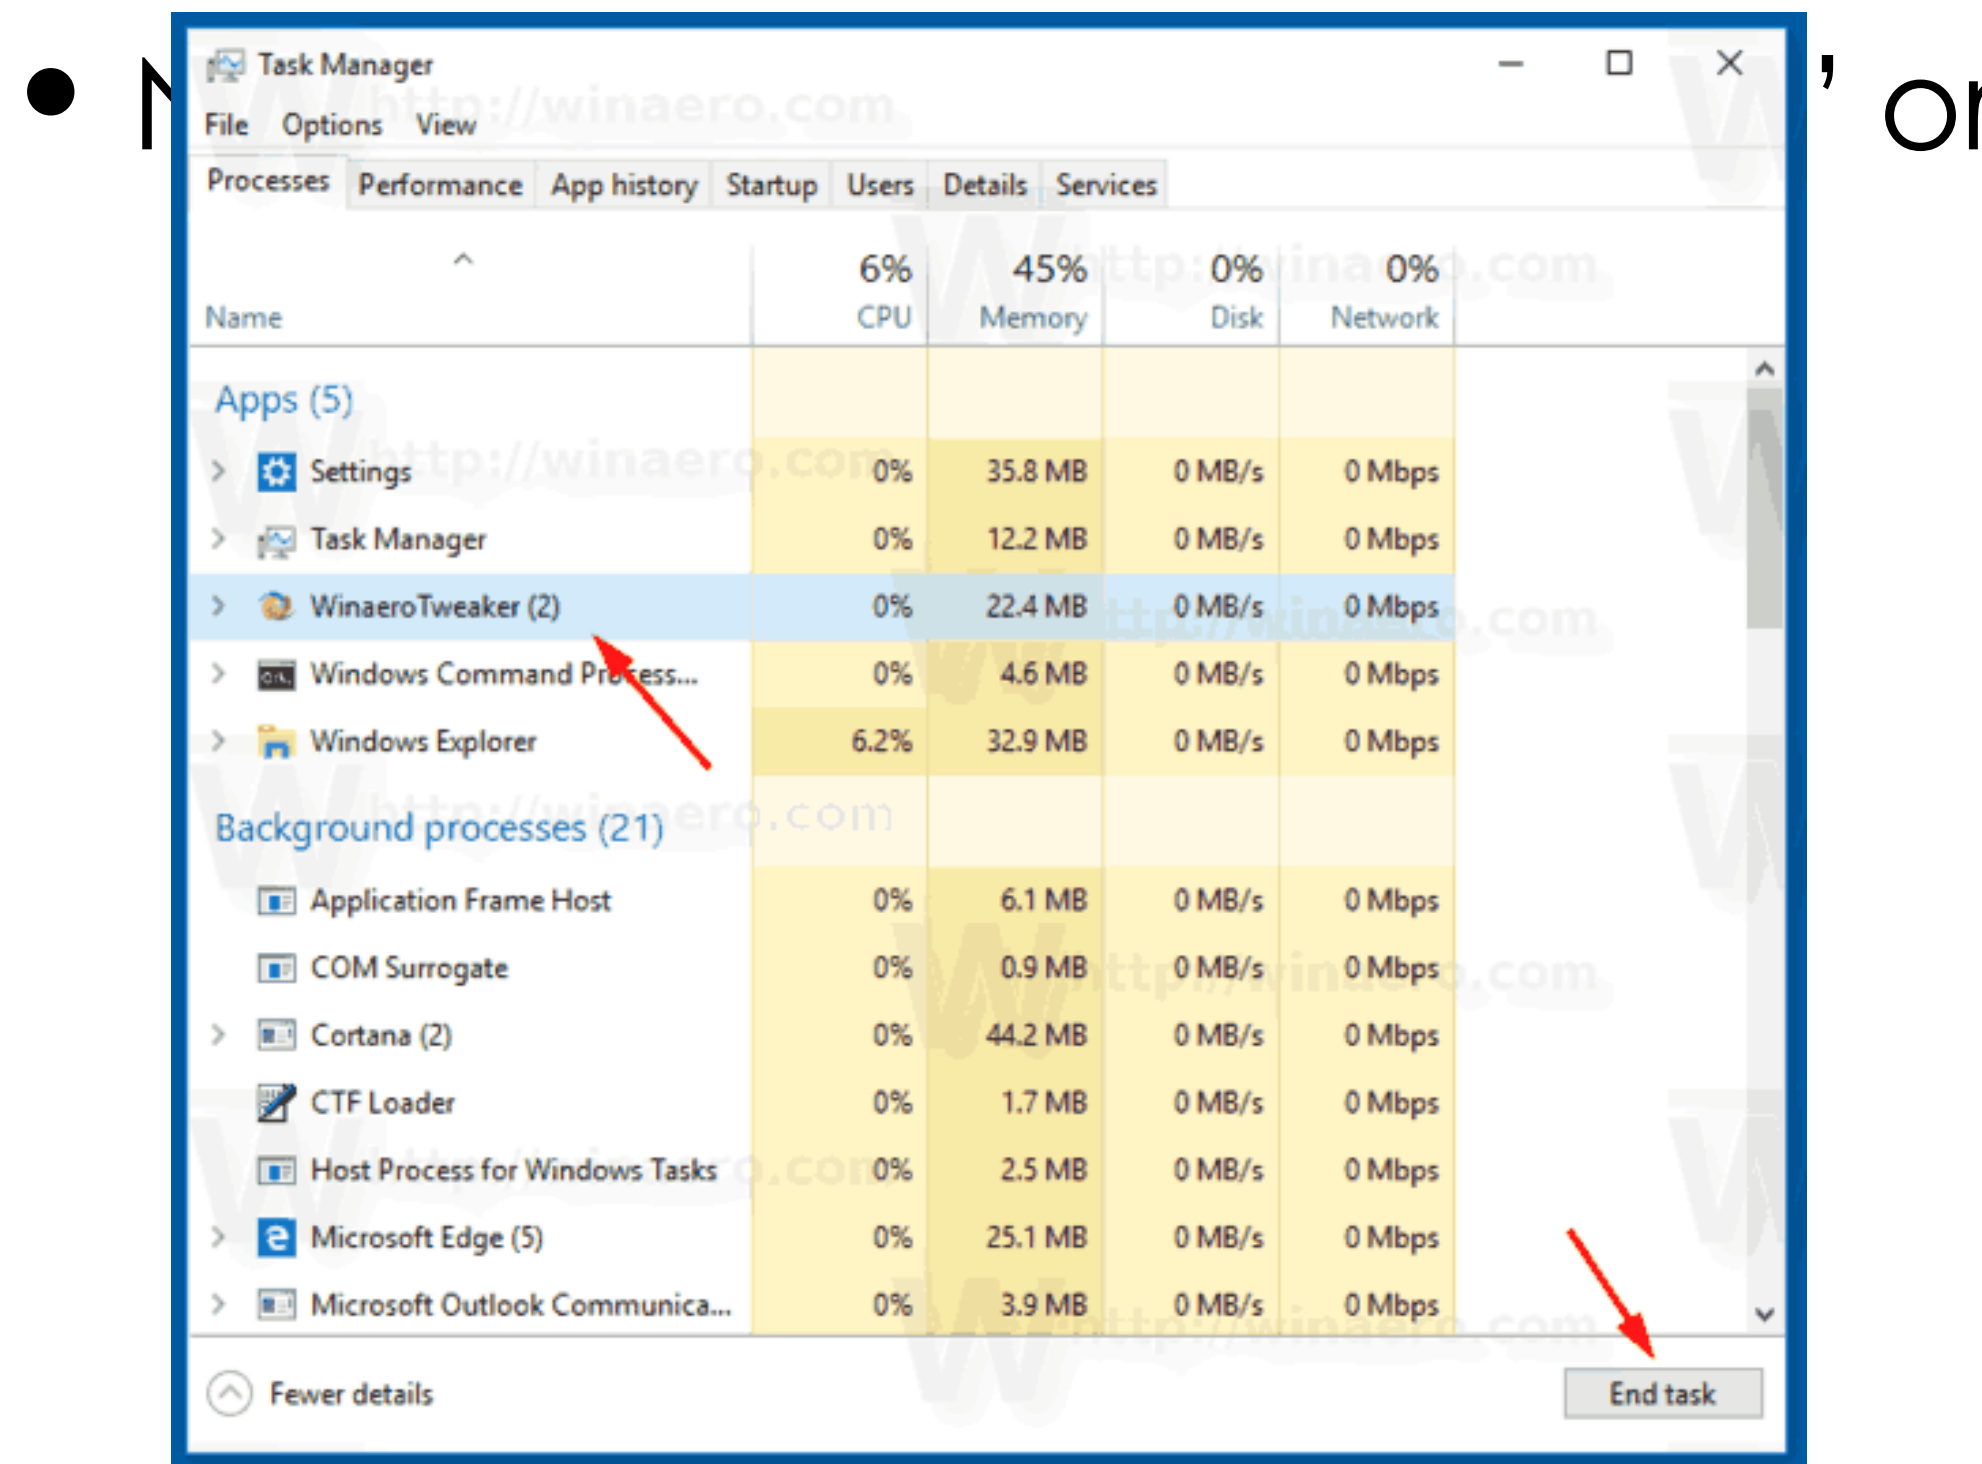 Task Manager
File Options View
Processes Performance App history Startup Users Details Services
6% 45% 0% 0%
Name CPU Memory Disk Network
Apps (5)
Settings 0% 35.8 MB 0 MB/s 0 Mbps
Task Manager 0% 12.2 MB 0 MB/s 0 Mbps
WinaeroTweaker (2) 0% 22.4 MB 0 MB/s 0 Mbps
Windows Command Process... 0% 4.6 MB 0 MB/s 0 Mbps
Windows Explorer 6.2% 32.9 MB 0 MB/s 0 Mbps
Background processes (21)
Application Frame Host 0% 6.1 MB 0 MB/s 0 Mbps
COM Surrogate 0% 0.9 MB 0 MB/s 0 Mbps
Cortana (2) 0% 44.2 MB 0 MB/s 0 Mbps
CTF Loader 0% 1.7 MB 0 MB/s 0 Mbps
Host Process for Windows Tasks 0% 2.5 MB 0 MB/s 0 Mbps
Microsoft Edge (5) 0% 25.1 MB 0 MB/s 0 Mbps
Microsoft Outlook Communica... 0% 3.9 MB 0 MB/s 0 Mbps
Fewer details End task
http://winaero.com